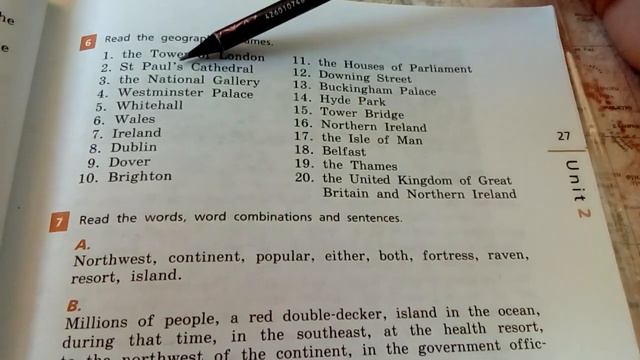 he
e
6 Read the
1. the Tower of London
2. St Paul's Cathedral
3. the National Gallery
4. Westminster Palace
5. Whitehall
6. Wales
7. Ireland
8. Dublin
9. Dover
10. Brighton
11. the Houses of Parliament
12. Downing Street
13. Buckingham Palace
14. Hyde Park
15. Tower Bridge
16. Northern Ireland
17. the Isle of Man
18. Belfast
19. the Thames
20. the United Kingdom of Great
Britain and Northern Ireland
7 Read the words, word combinations and sentences.
A.
Northwest, continent, popular, either, both, fortress, raven,
resort, island.
B.
Millions of people, a red double-decker, island in the ocean,
during that time, in the southeast, at the health resort,
to the northwest of the continent, in the government offic-
27
Unit 2